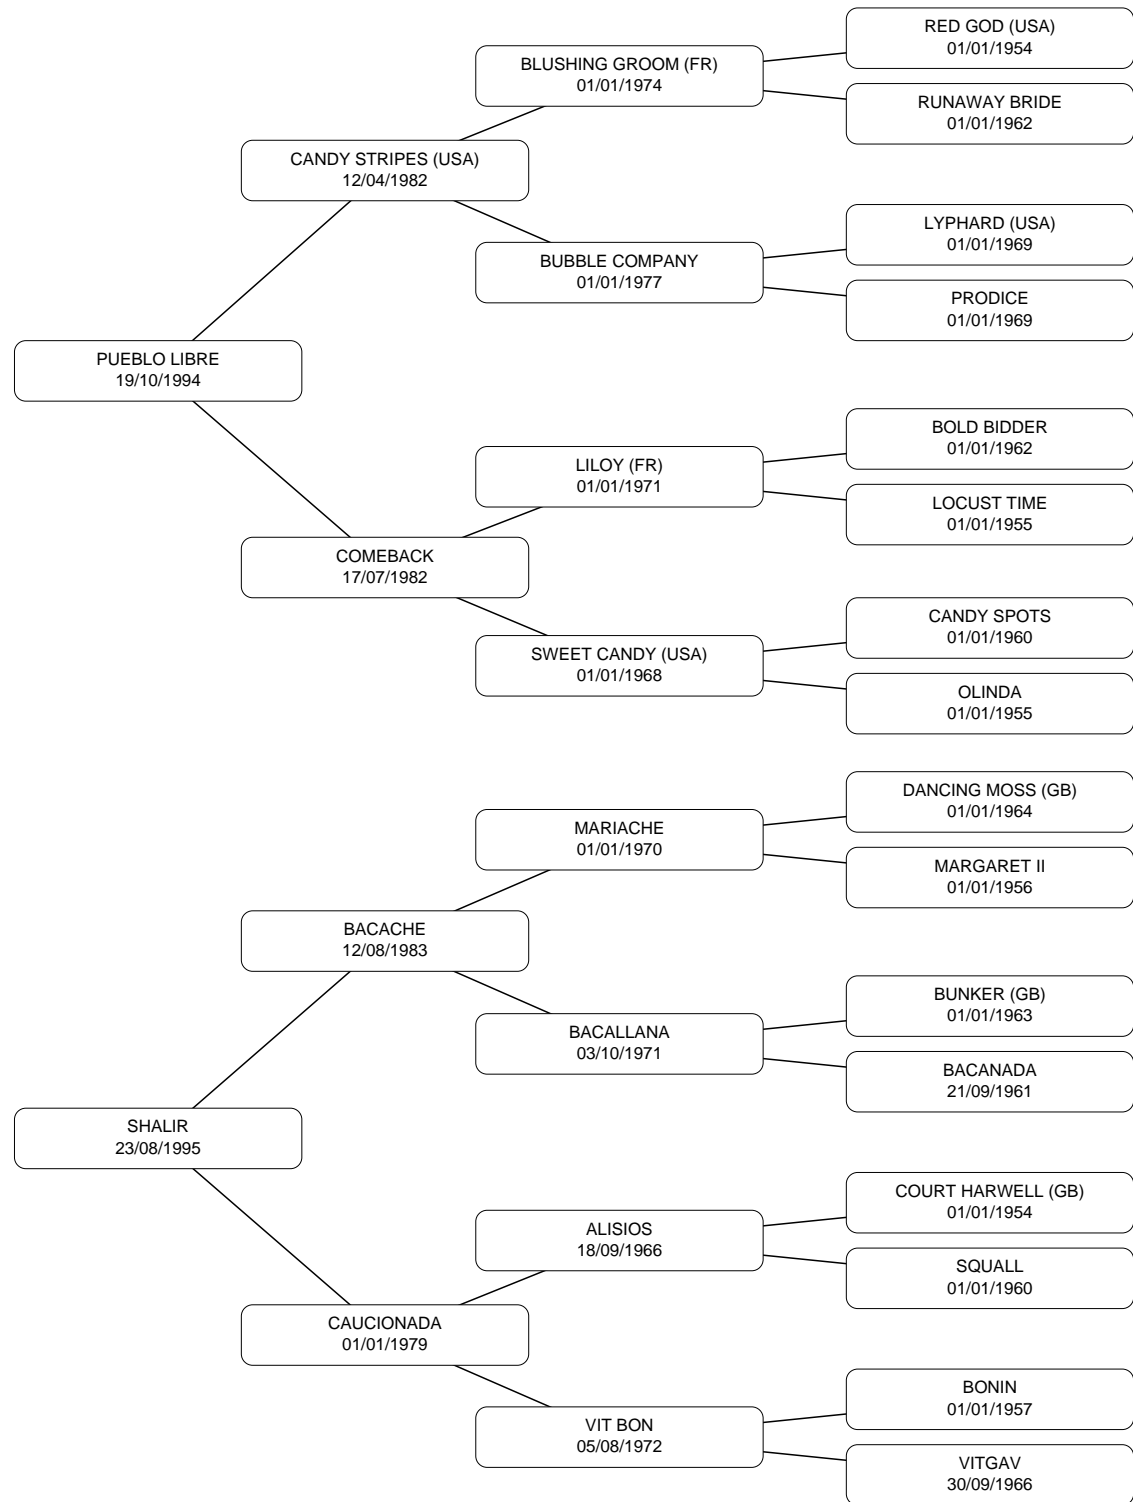 RED GOD (USA)
01/01/1954
BLUSHING GROOM (FR)
01/01/1974
RUNAWAY BRIDE
01/01/1962
CANDY STRIPES (USA)
12/04/1982
LYPHARD (USA)
01/01/1969
BUBBLE COMPANY
01/01/1977
PRODICE
01/01/1969
PUEBLO LIBRE
19/10/1994
BOLD BIDDER
01/01/1962
LILOY (FR)
01/01/1971
LOCUST TIME
01/01/1955
COMEBACK
17/07/1982
CANDY SPOTS
01/01/1960
SWEET CANDY (USA)
01/01/1968
OLINDA
01/01/1955
DANCING MOSS (GB)
01/01/1964
MARIACHE
01/01/1970
MARGARET II
01/01/1956
BACACHE
12/08/1983
BUNKER (GB)
01/01/1963
BACALLANA
03/10/1971
BACANADA
21/09/1961
SHALIR
23/08/1995
COURT HARWELL (GB)
01/01/1954
ALISIOS
18/09/1966
SQUALL
01/01/1960
CAUCIONADA
01/01/1979
BONIN
01/01/1957
VIT BON
05/08/1972
VITGAV
30/09/1966